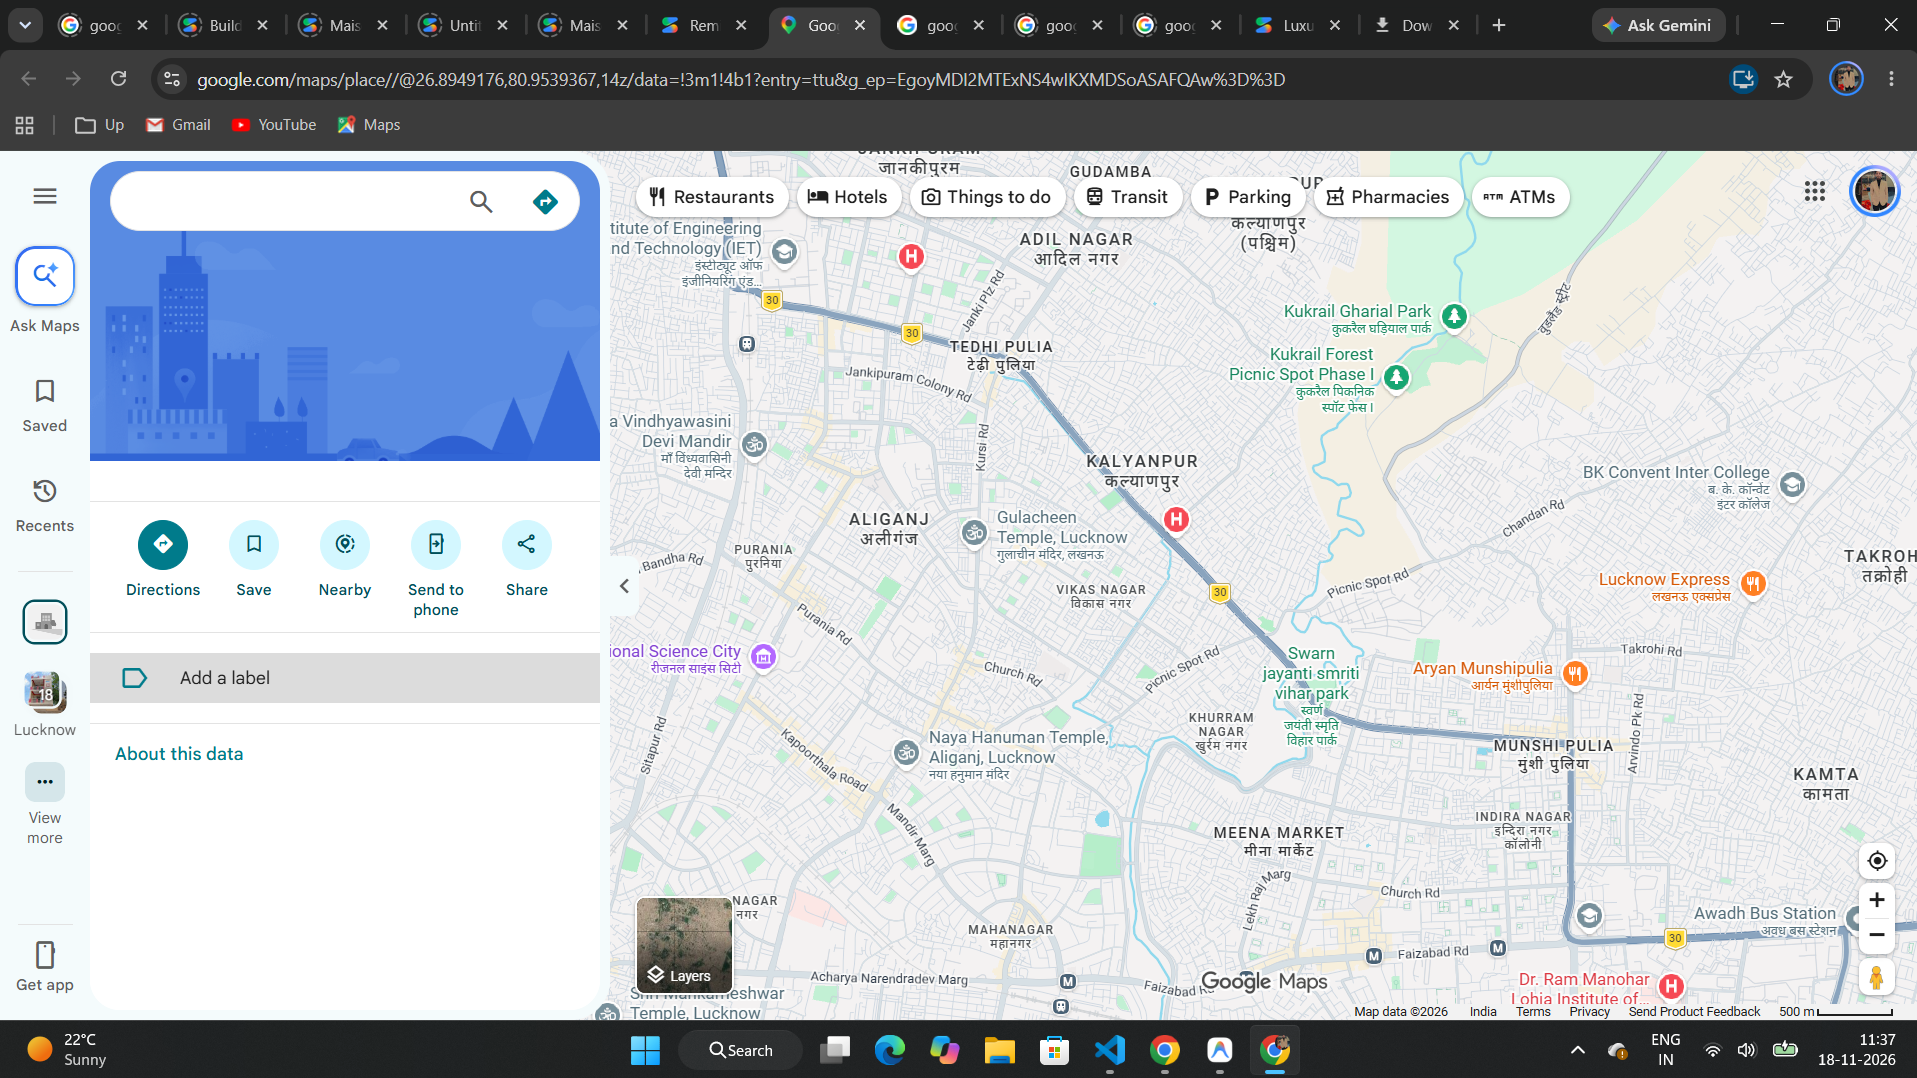 goog
Build
Mais
Unti
Mais
Rem
Goo
goo
goo
goo
Luxu
Dow
Ask Gemini
google.com/maps/place//@26.8949176,80.9539367,14z/data=!3m1!4b1?entry=ttu&g_ep=EgoyMDI2MTExNS4wIKXMDSoASAFQAw%3D%3D
Up
Gmail
YouTube
Maps
Ask Maps
Saved
Recents
18
Lucknow
View
more
Get app
Directions
Save
Nearby
Send to
phone
Share
Add a label
About this data
Restaurants
Hotels
Things to do
Transit
Parking
Pharmacies
ATM
ATMs
जानकीपुरम
GUDAMBA
कल्याणपुर
(पश्चिम)
titute of Engineering
nd Technology (IET)
इंस्टीट्यूट ऑफ
इंजीनियरिंग एंड...
H
ADIL NAGAR
आदिल नगर
30
30
Janki Plz Rd
Kukrail Gharial Park
कुकरैल घड़ियाल पार्क
वुडलैंड स्ट्रीट
TEDHI PULIA
टेढ़ी पुलिया
Kukrail Forest
Picnic Spot Phase I
कुकरैल पिकनिक
स्पॉट फेस I
Jankipuram Colony Rd
a Vindhyawasini
Devi Mandir
माँ विंध्यवासिनी
देवी मन्दिर
Kursi Rd
KALYANPUR
कल्याणपुर
BK Convent Inter College
ब. के. कॉन्वेंट
इंटर कॉलेज
ALIGANJ
अलीगंज
Gulacheen
Temple, Lucknow
गुलाचीन मंदिर, लखनऊ
H
Chandan Rd
PURANIA
पुरनिया
Bandha Rd
VIKAS NAGAR
विकास नगर
30
Picnic Spot Rd
TAKROH
तक्रोही
Lucknow Express
लखनऊ एक्सप्रेस
Purania Rd
ional Science City
रीजनल साइंस सिटी
Church Rd
Picnic Spot Rd
Swarn
jayanti smriti
vihar park
स्वर्ण
जयंती स्मृति
विहार पार्क
Takrohi Rd
Aryan Munshipulia
आर्यन मुंशीपुलिया
KHURRAM
NAGAR
खुर्रम नगर
Sitapur Rd
Kapoorthala Road
Naya Hanuman Temple,
Aliganj, Lucknow
नया हनुमान मंदिर
Arvindo Pk Rd
MUNSHI PULIA
मुंशी पुलिया
KAMTA
कामता
Mandir Marg
MEENA MARKET
मीना मार्केट
INDIRA NAGAR
इन्दिरा नगर
कॉलोनी
Lekh Raj Marg
Church Rd
NAGAR
नगर
MAHANAGAR
महानगर
Awadh Bus Station
अवध बस स्टेशन
30
Faizabad Rd
M
M
Layers
Acharya Narendradev Marg
M
Faizabad Rd
Google Maps
Dr. Ram Manohar
Lohia Institute of...
H
Shri Mankameshwar
Temple, Lucknow
Map data ©2026
India
Terms
Privacy
Send Product Feedback
500 m
22°C
Sunny
Search
ENG
IN
11:37
18-11-2026